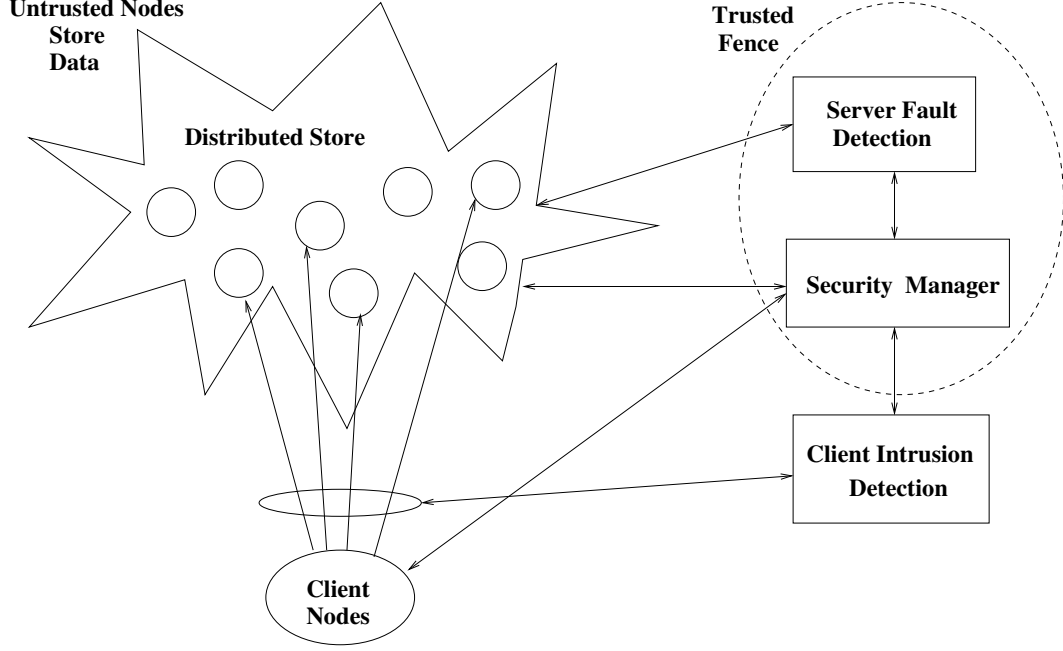 Untrusted Nodes
Store
Data
Distributed Store
Trusted
Fence
Server Fault
Detection
Security Manager
Client Intrusion
Detection
Client
Nodes